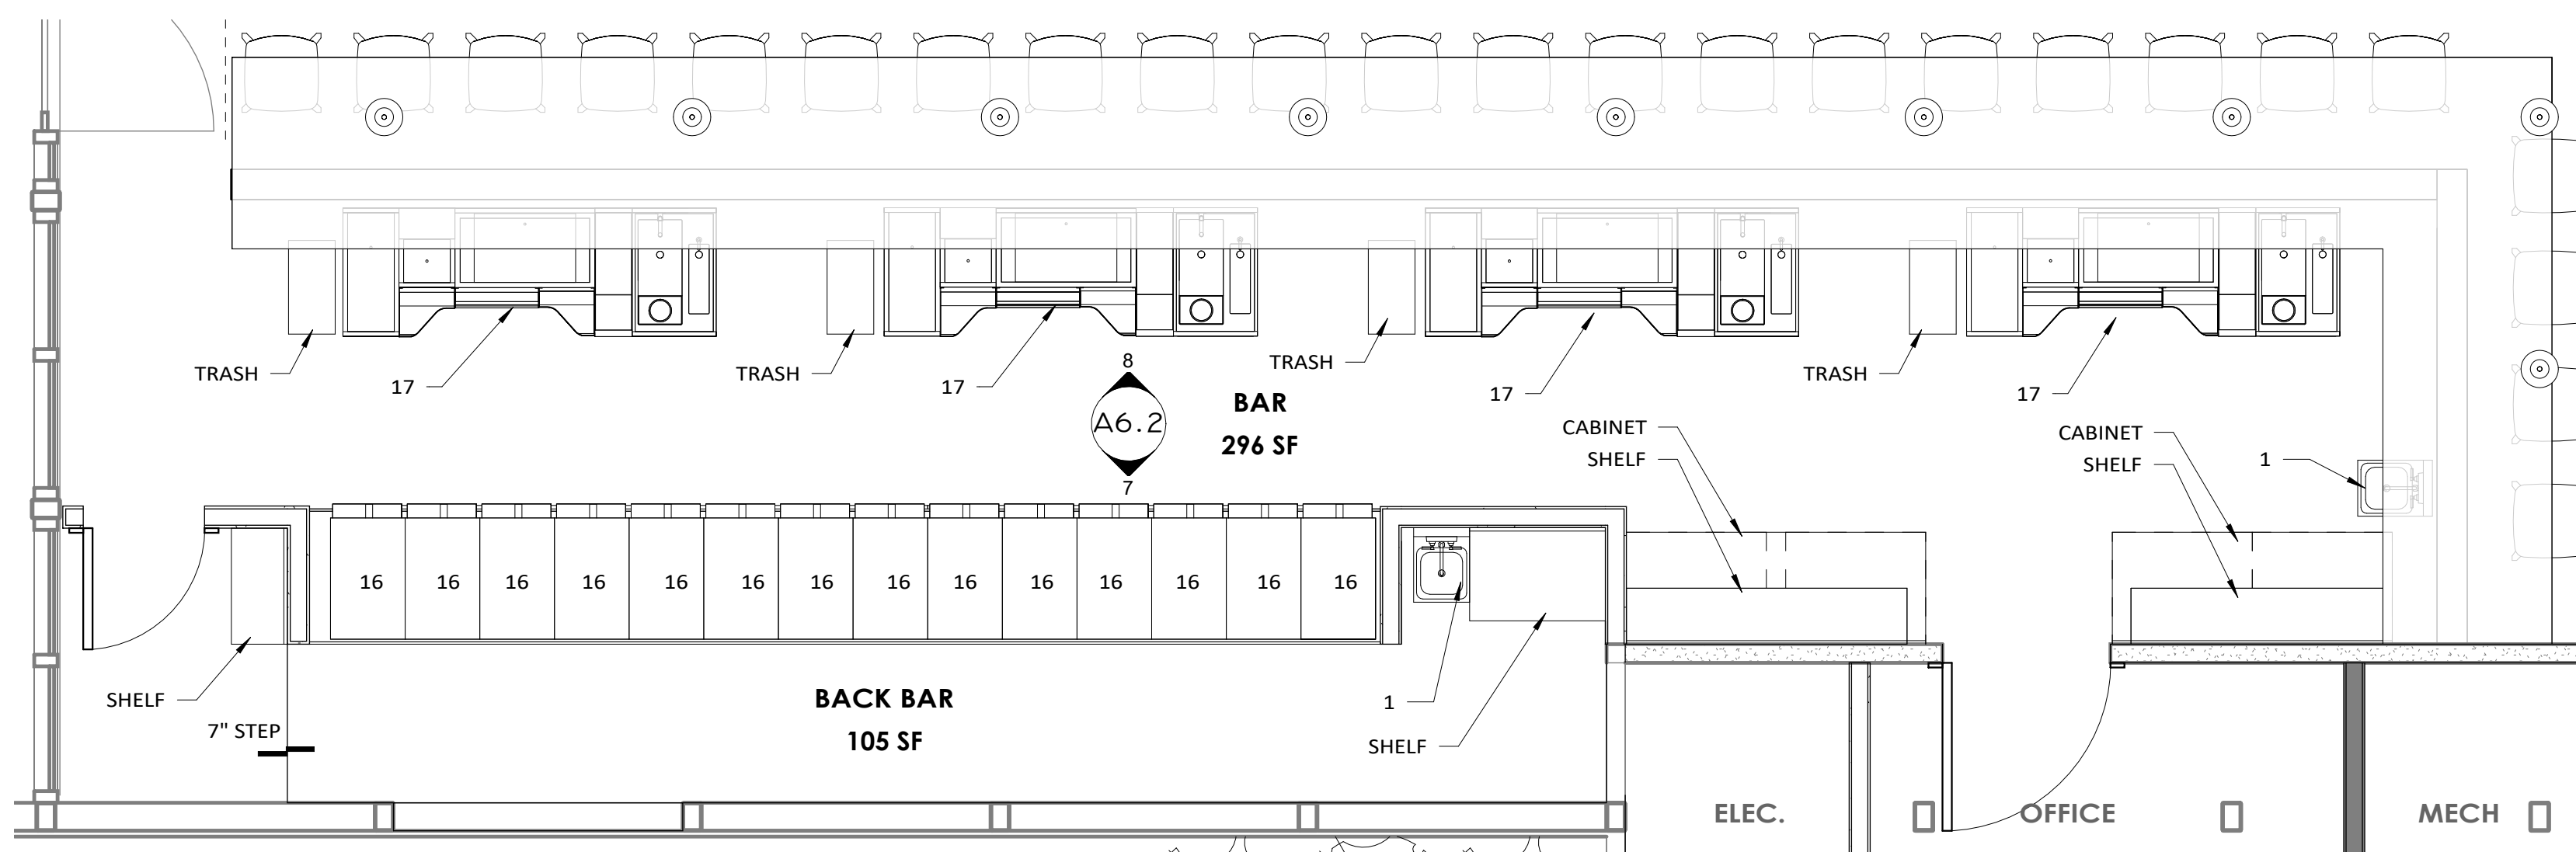 8
TRASH
TRASH
TRASH
TRASH
17
17
17
17
A6.2
BAR
296 SF
CABINET
SHELF
CABINET
SHELF
1
7
16 16 16 16 16 16 16 16 16 16 16 16 16 16
SHELF
7" STEP
BACK BAR
105 SF
1
SHELF
ELEC.
OFFICE
MECH